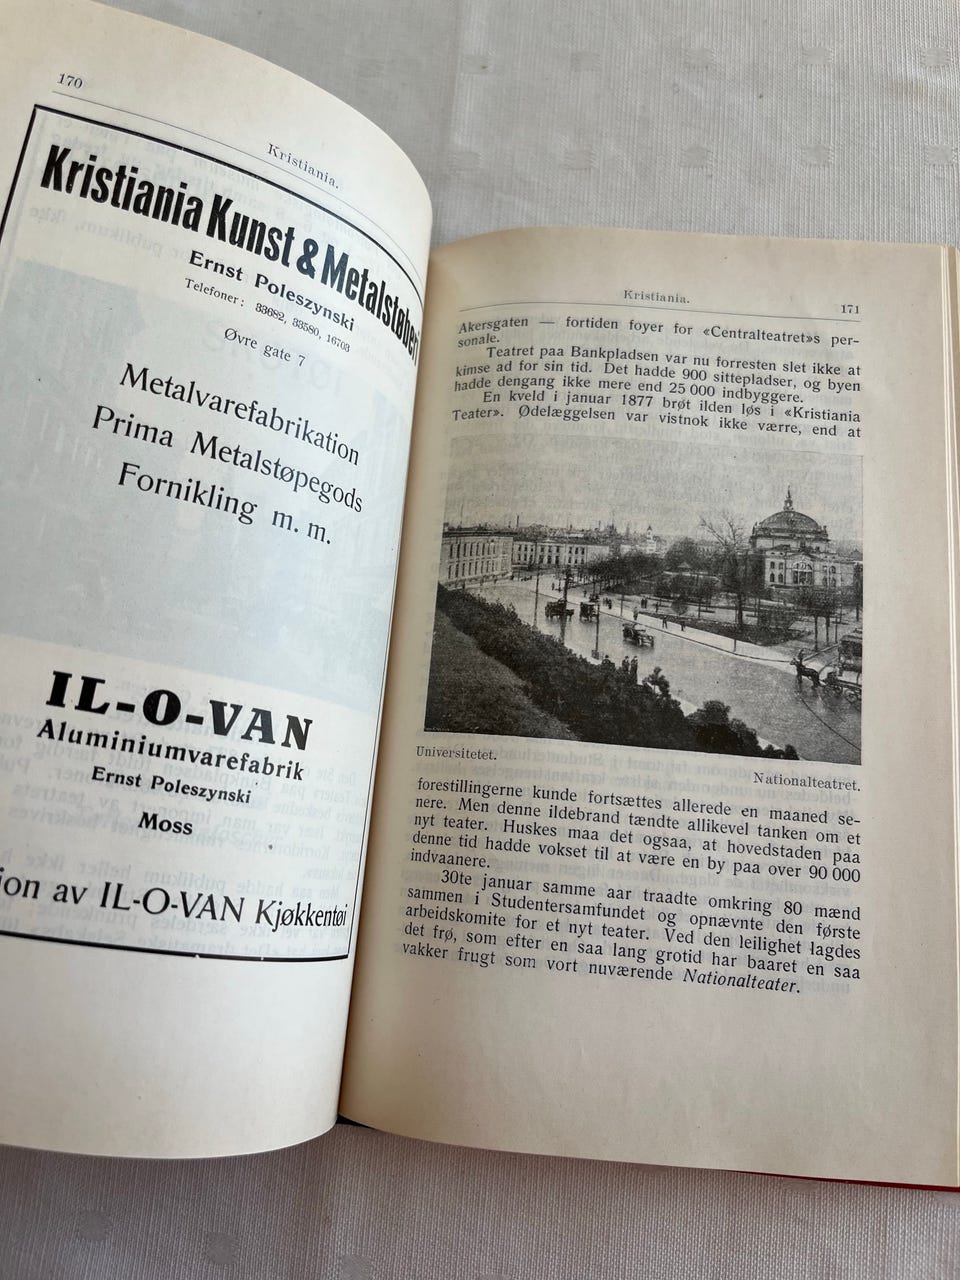 170
Kristiania.
Kristiania Kunst & Metalstøberi
Ernst Poleszynski
Telefoner: 33682, 33580, 16703
Øvre gate 7
Metalvarefabrikation
Prima Metalstøpegods
Fornikling m. m.
IL-O-VAN
Aluminiumvarefabrik
Ernst Poleszynski
Moss
ion av IL-O-VAN Kjøkkentøi
Kristiania.
171
Akersgaten — fortiden foyer for «Centralteatret»s per-
sonale.
Teatret paa Bankpladsen var nu forresten slet ikke at
kimse ad for sin tid. Det hadde 900 sittepladser, og byen
hadde dengang ikke mere end 25 000 indbyggere.
En kveld i januar 1877 brøt ilden løs i «Kristiania
Teater». Ødelæggelsen var vistnok ikke værre, end at
Universitetet.
Nationalteatret.
forestillingerne kunde fortsættes allerede en maaned se-
nere. Men denne ildebrand tændte allikevel tanken om et
nyt teater. Huskes maa det ogsaa, at hovedstaden paa
denne tid hadde vokset til at være en by paa over 90 000
indvaanere.
30te januar samme aar traadte omkring 80 mænd
sammen i Studentersamfundet og opnævnte den første
arbeidskomite for et nyt teater. Ved den leilighet lagdes
det frø, som efter en saa lang grotid har baaret en saa
vakker frugt som vort nuværende Nationalteater.